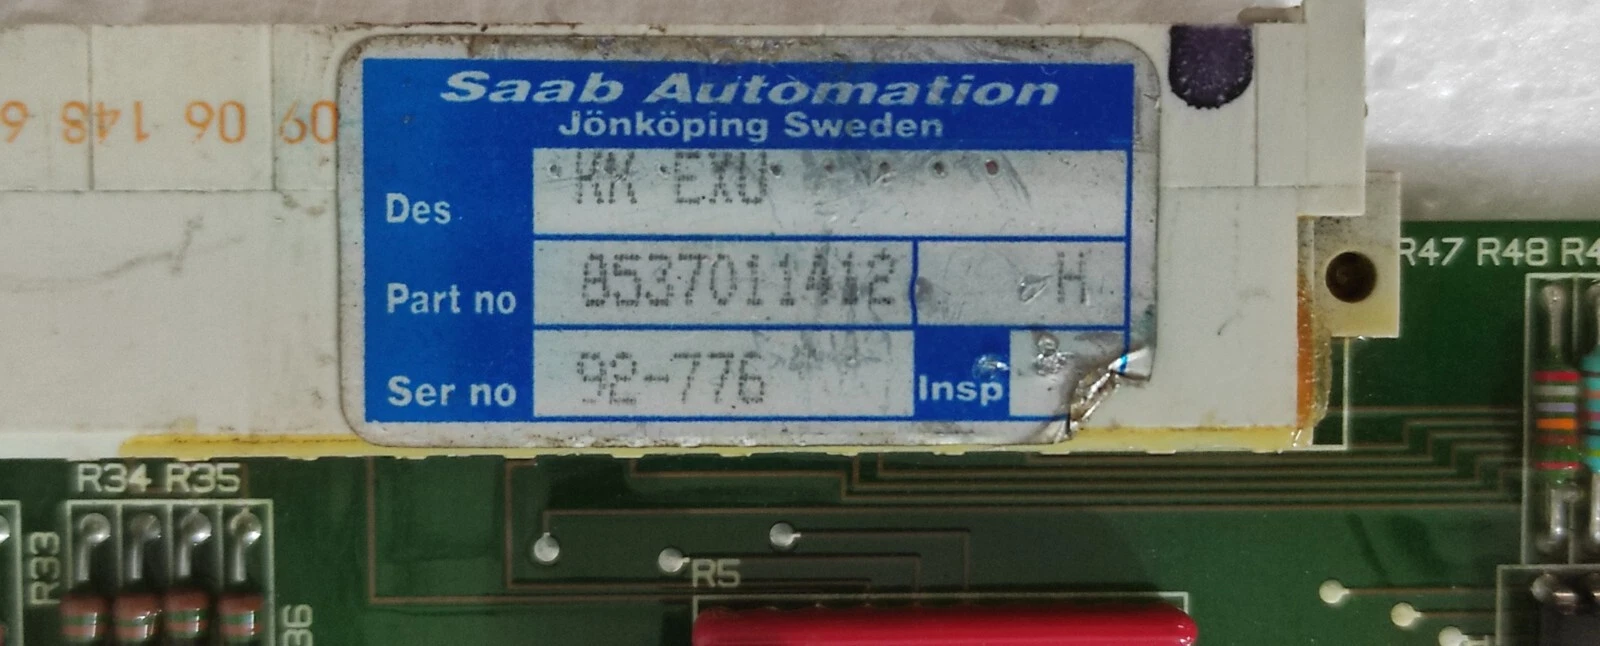 Saab Automation
Jönköping Sweden
Des KK EXU
Part no 8537011412 H
Ser no 92-776 Insp
09 06 148 6
R47 R48 R4
R34 R35
R33
R5